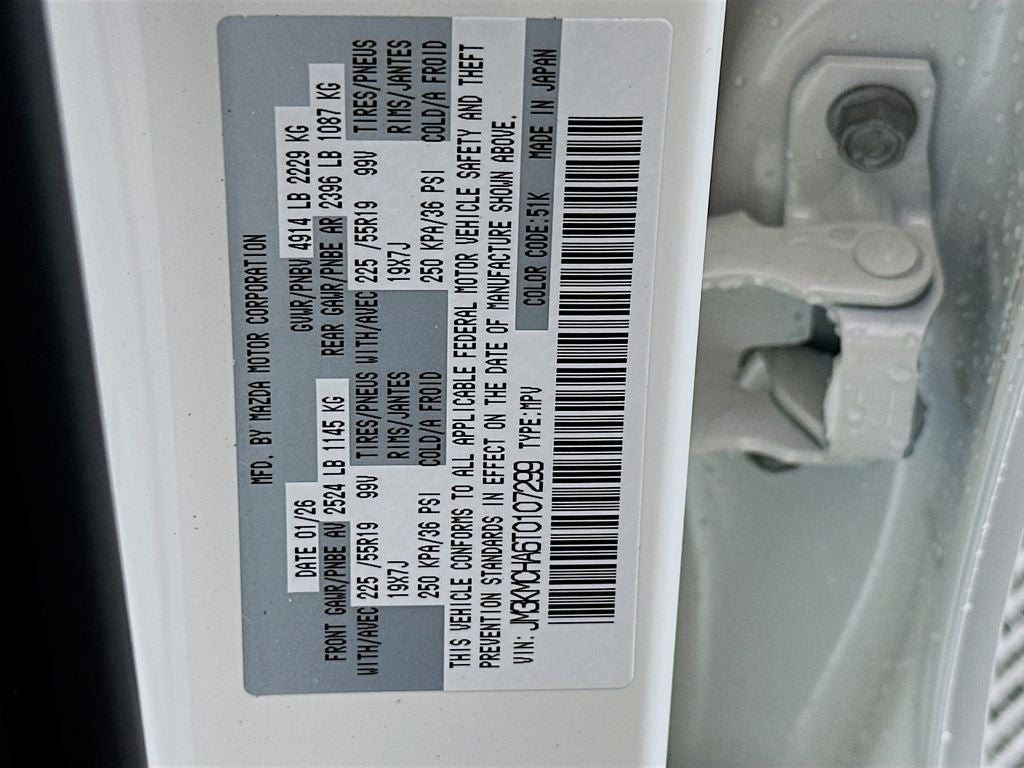 MFD. BY MAZDA MOTOR CORPORATION
DATE 01/26 GVWR/PNBV 4914 LB 2229 KG
FRONT GAWR/PNBE AV 2524 LB 1145 KG REAR GAWR/PNBE AR 2396 LB 1087 KG
WITH/AVEC 225 /55R19 99V TIRES/PNEUS WITH/AVEC 225 /55R19 99V TIRES/PNEUS
19X7J RIMS/JANTES 19X7J RIMS/JANTES
250 KPA/36 PSI COLD/A FROID 250 KPA/36 PSI COLD/A FROID
THIS VEHICLE CONFORMS TO ALL APPLICABLE FEDERAL MOTOR VEHICLE SAFETY AND THEFT
PREVENTION STANDARDS IN EFFECT ON THE DATE OF MANUFACTURE SHOWN ABOVE.
VIN: JM3KMCHA6T0107299 TYPE:MPV COLOR CODE:51K MADE IN JAPAN